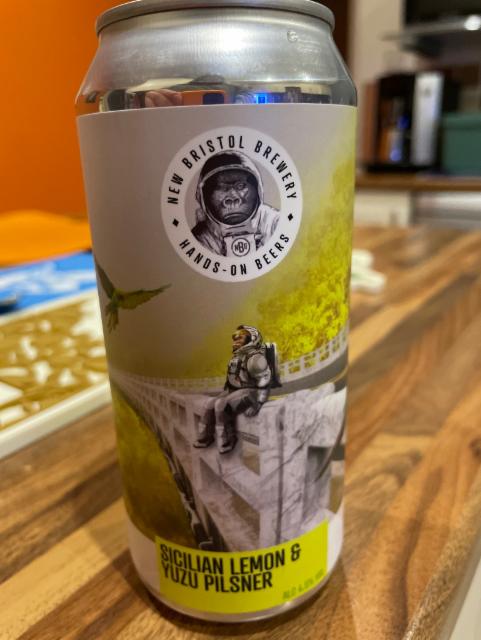 NEW BRISTOL BREWERY
HANDS-ON BEERS
NBC
SICILIAN LEMON &
YUZU PILSNER